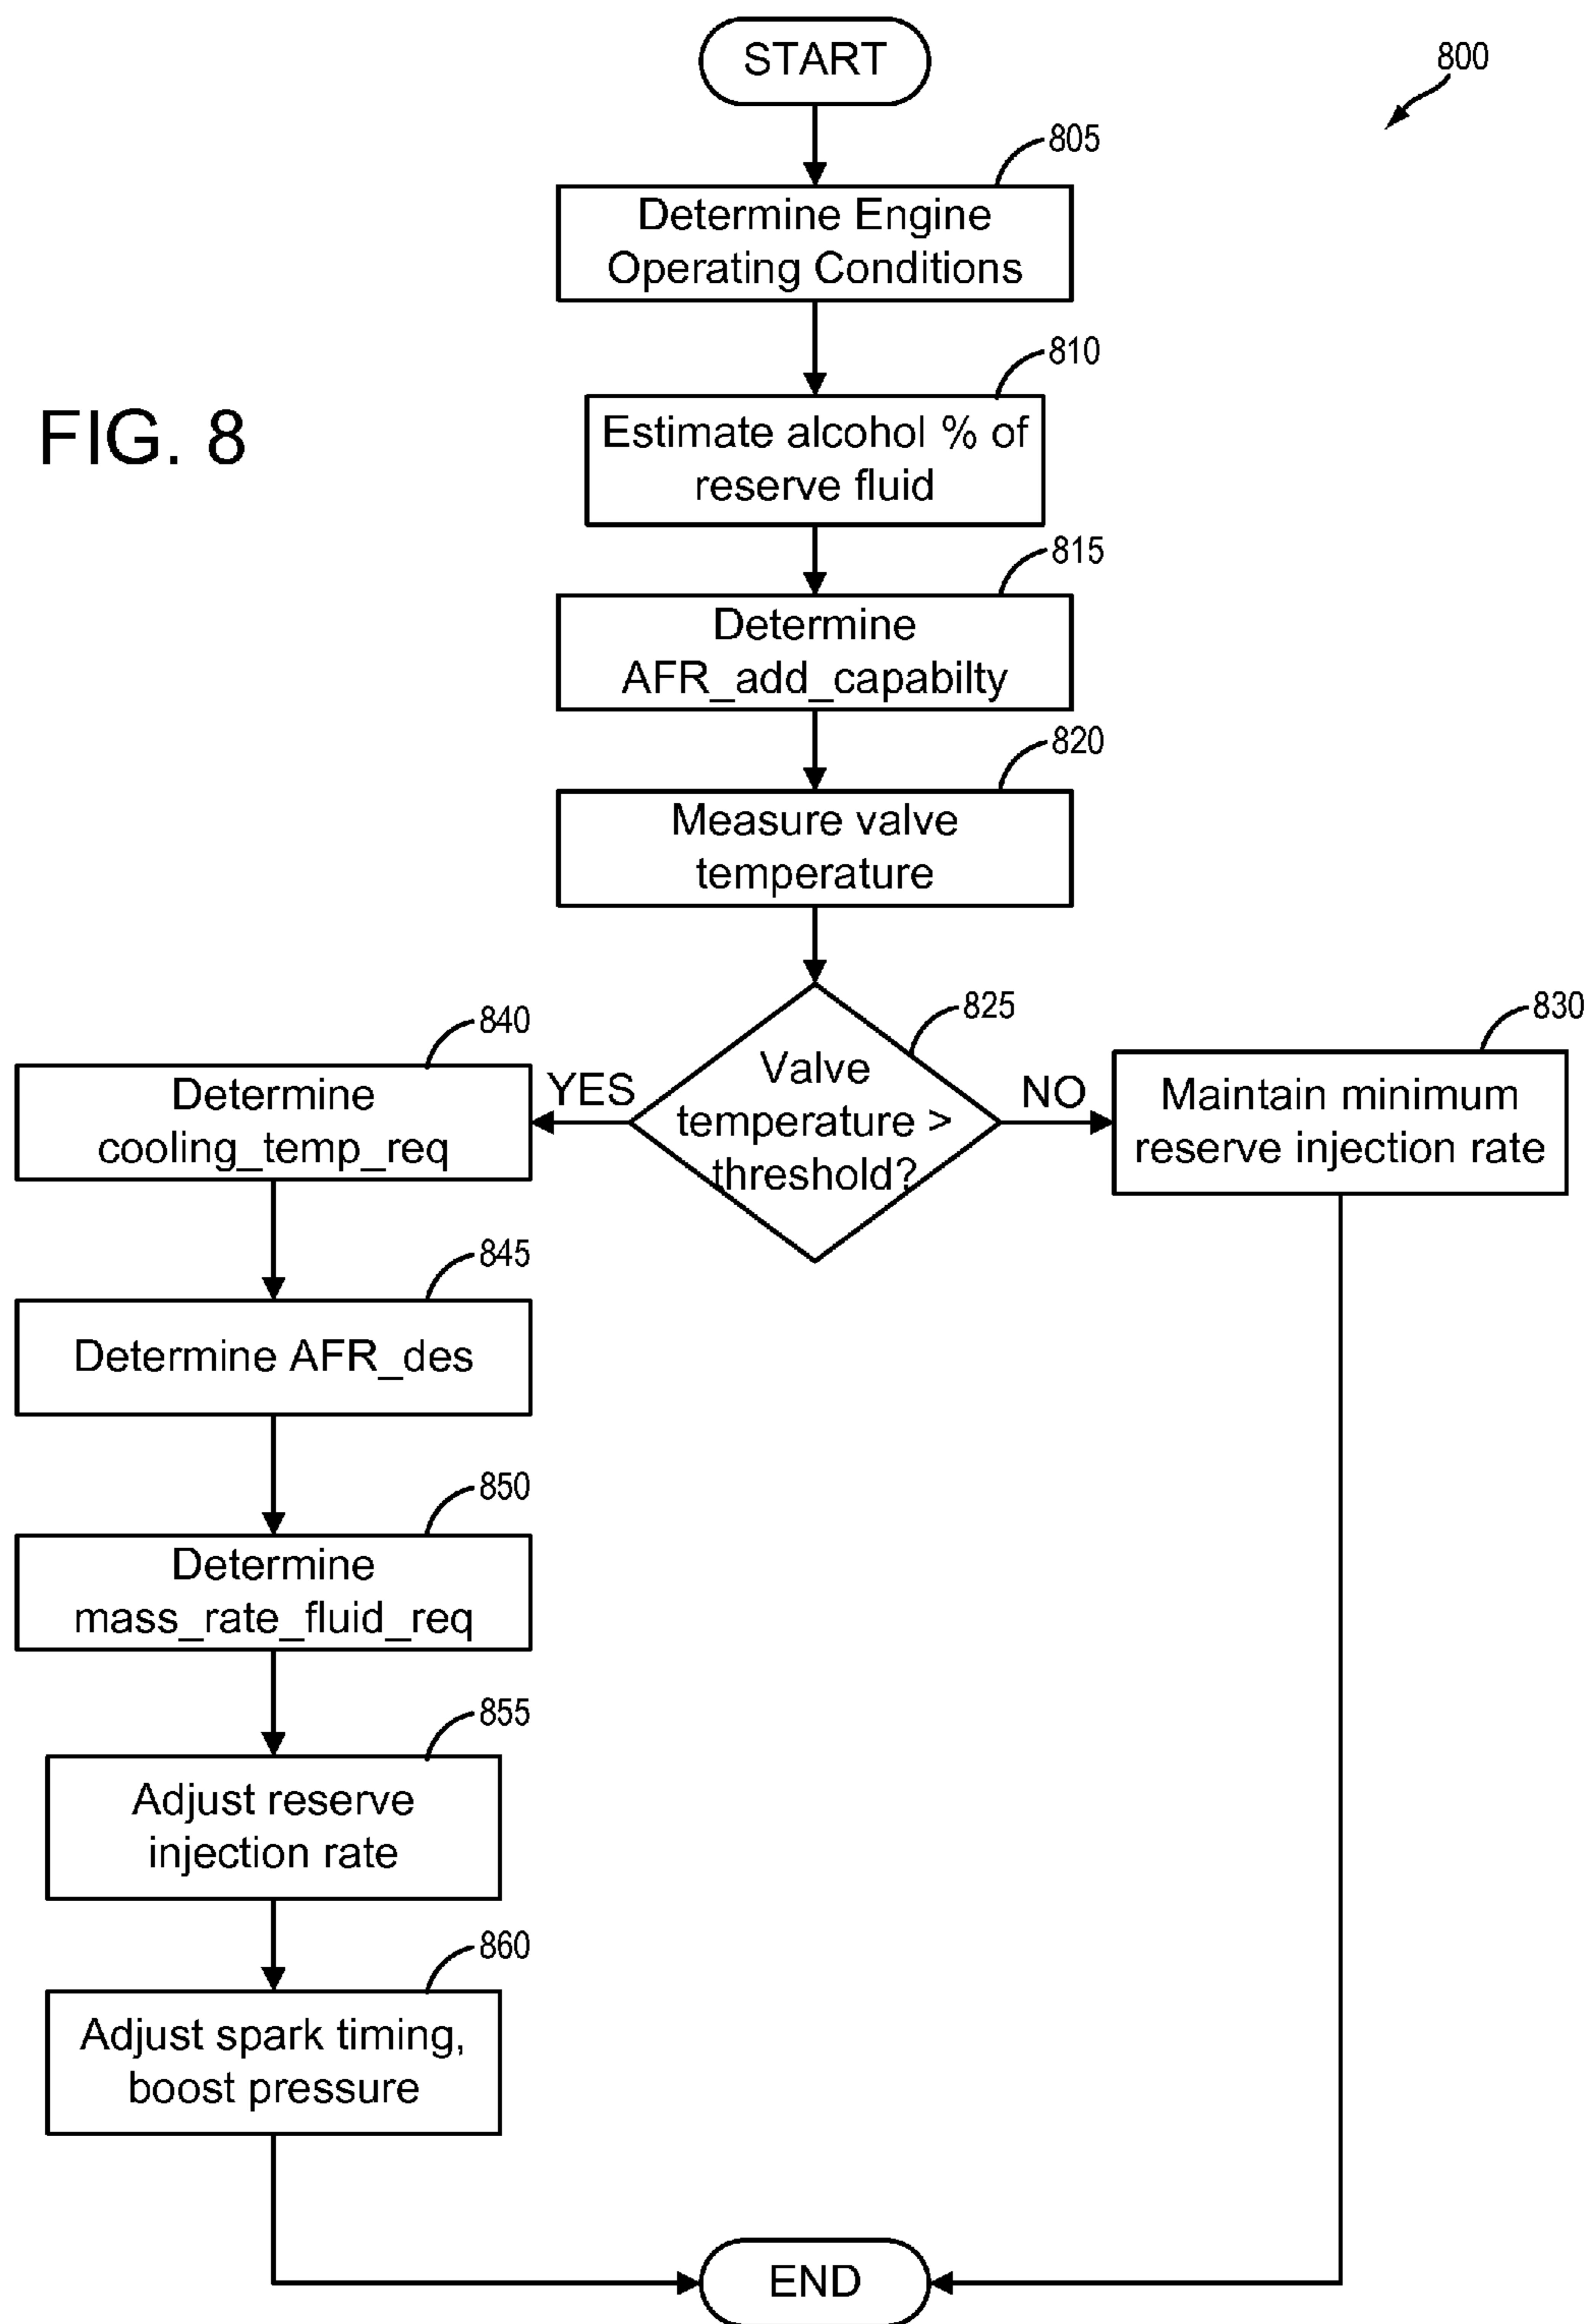 START
800
805
Determine Engine
Operating Conditions
810
FIG. 8
Estimate alcohol % of
reserve fluid
815
Determine
AFR_add_capabilty
820
Measure valve
temperature
825
Valve
temperature >
threshold?
YES
NO
830
Maintain minimum
reserve injection rate
840
Determine
cooling_temp_req
845
Determine AFR_des
850
Determine
mass_rate_fluid_req
855
Adjust reserve
injection rate
860
Adjust spark timing,
boost pressure
END